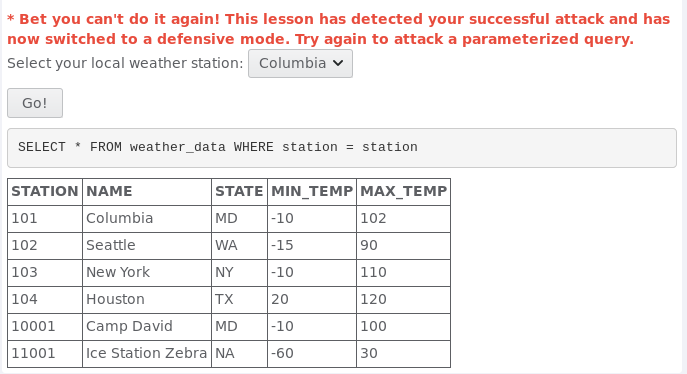 * Bet you can't do it again! This lesson has detected your successful attack and has
now switched to a defensive mode. Try again to attack a parameterized query.
Select your local weather station: Columbia
Go!
SELECT * FROM weather_data WHERE station = station
STATION NAME STATE MIN_TEMP MAX_TEMP
101 Columbia MD -10 102
102 Seattle WA -15 90
103 New York NY -10 110
104 Houston TX 20 120
10001 Camp David MD -10 100
11001 Ice Station Zebra NA -60 30